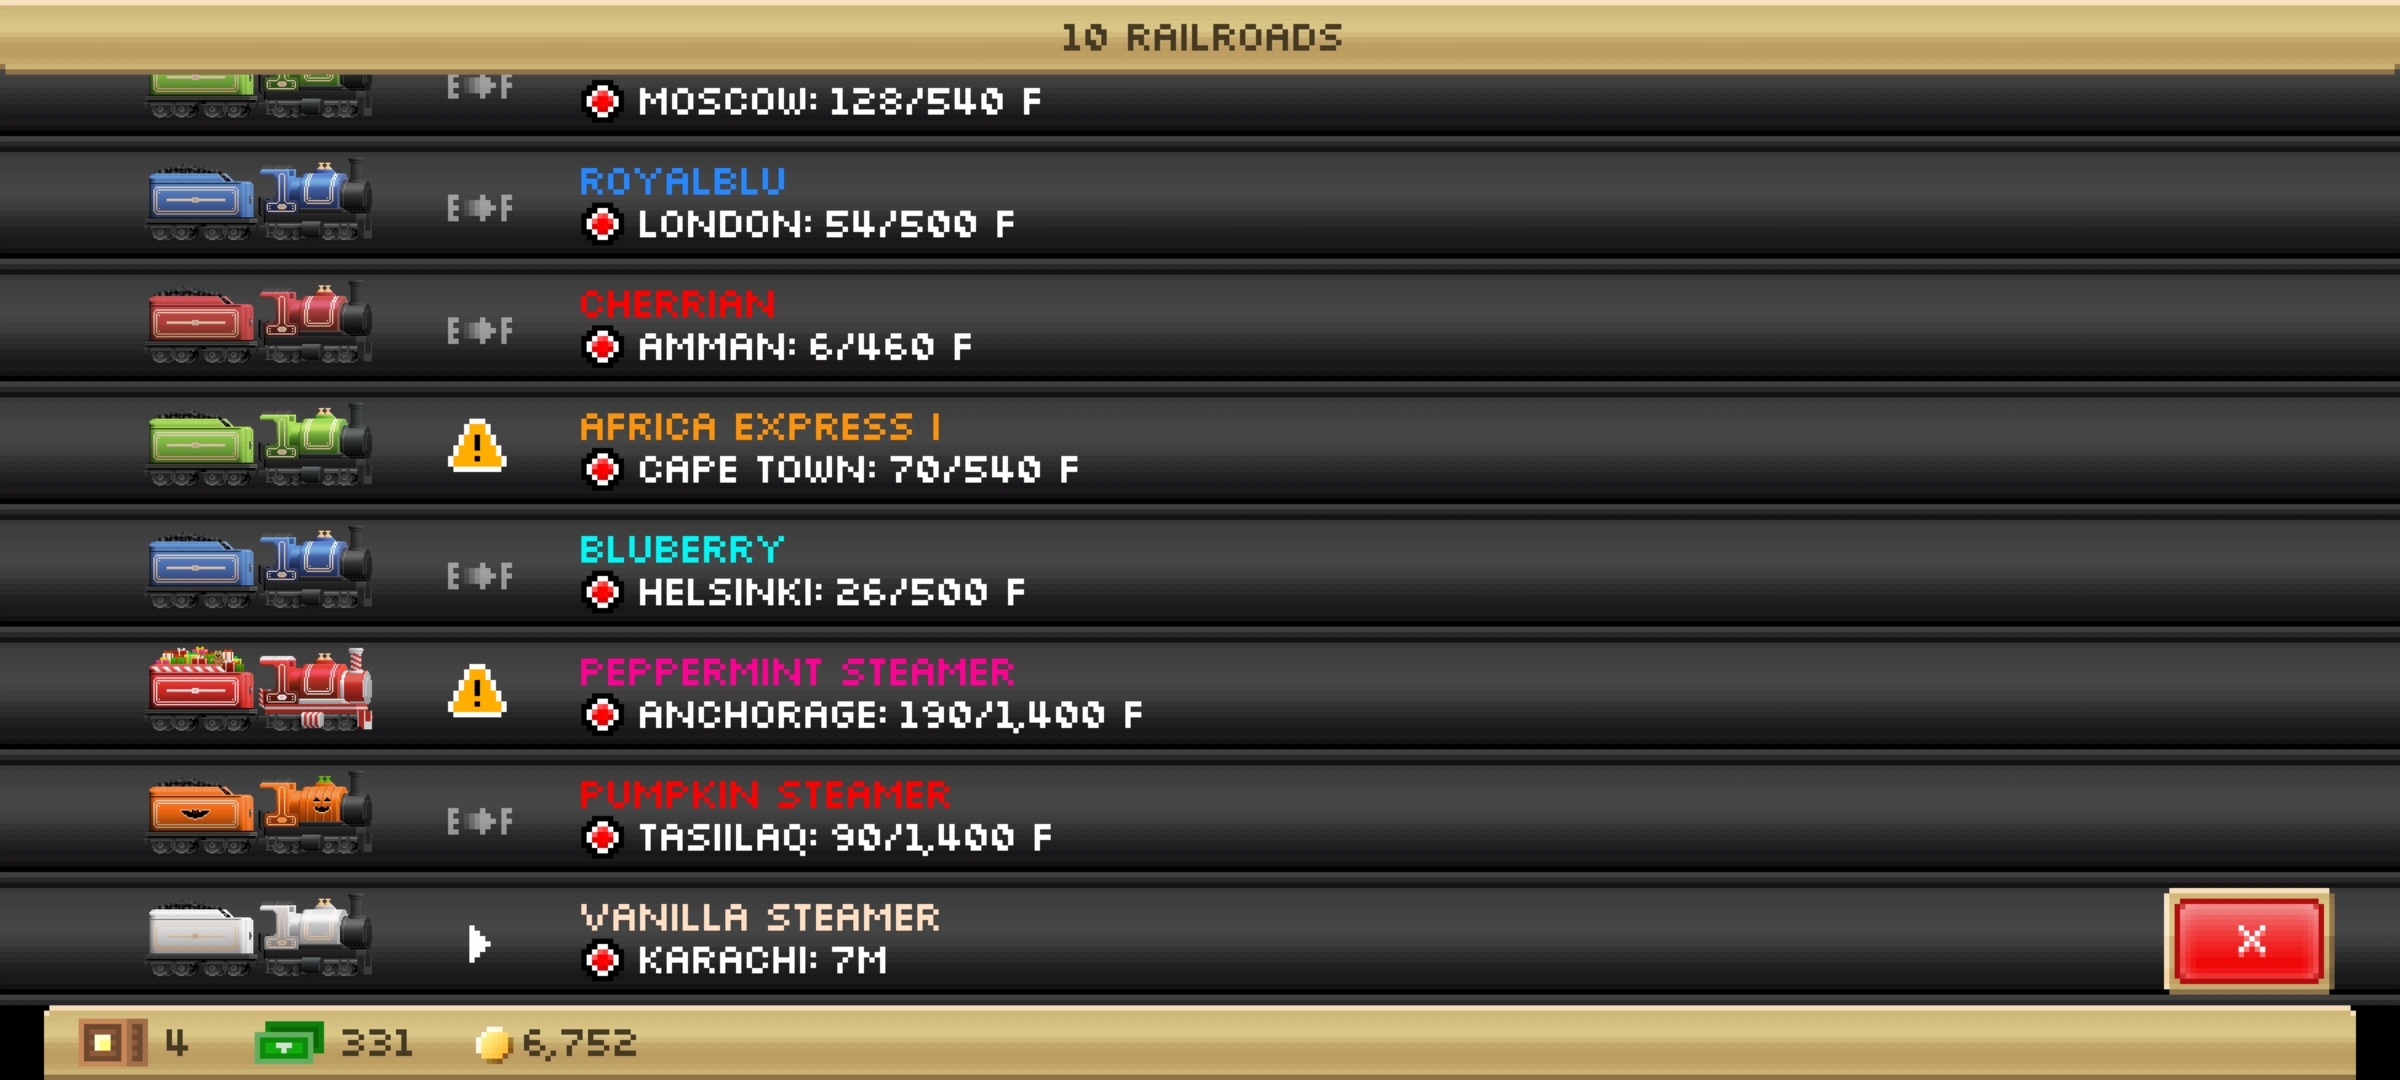 10 RAILROADS
E F
MOSCOW: 128/540 F
ROYALBLU
E F
LONDON: 54/500 F
CHERRIAN
E F
AMMAN: 6/460 F
AFRICA EXPRESS I
!
CAPE TOWN: 70/540 F
BLUBERRY
E F
HELSINKI: 26/500 F
PEPPERMINT STEAMER
!
ANCHORAGE: 190/1,400 F
PUMPKIN STEAMER
E F
TASIILAQ: 90/1,400 F
VANILLA STEAMER
KARACHI: 7M
X
4 331 6,752